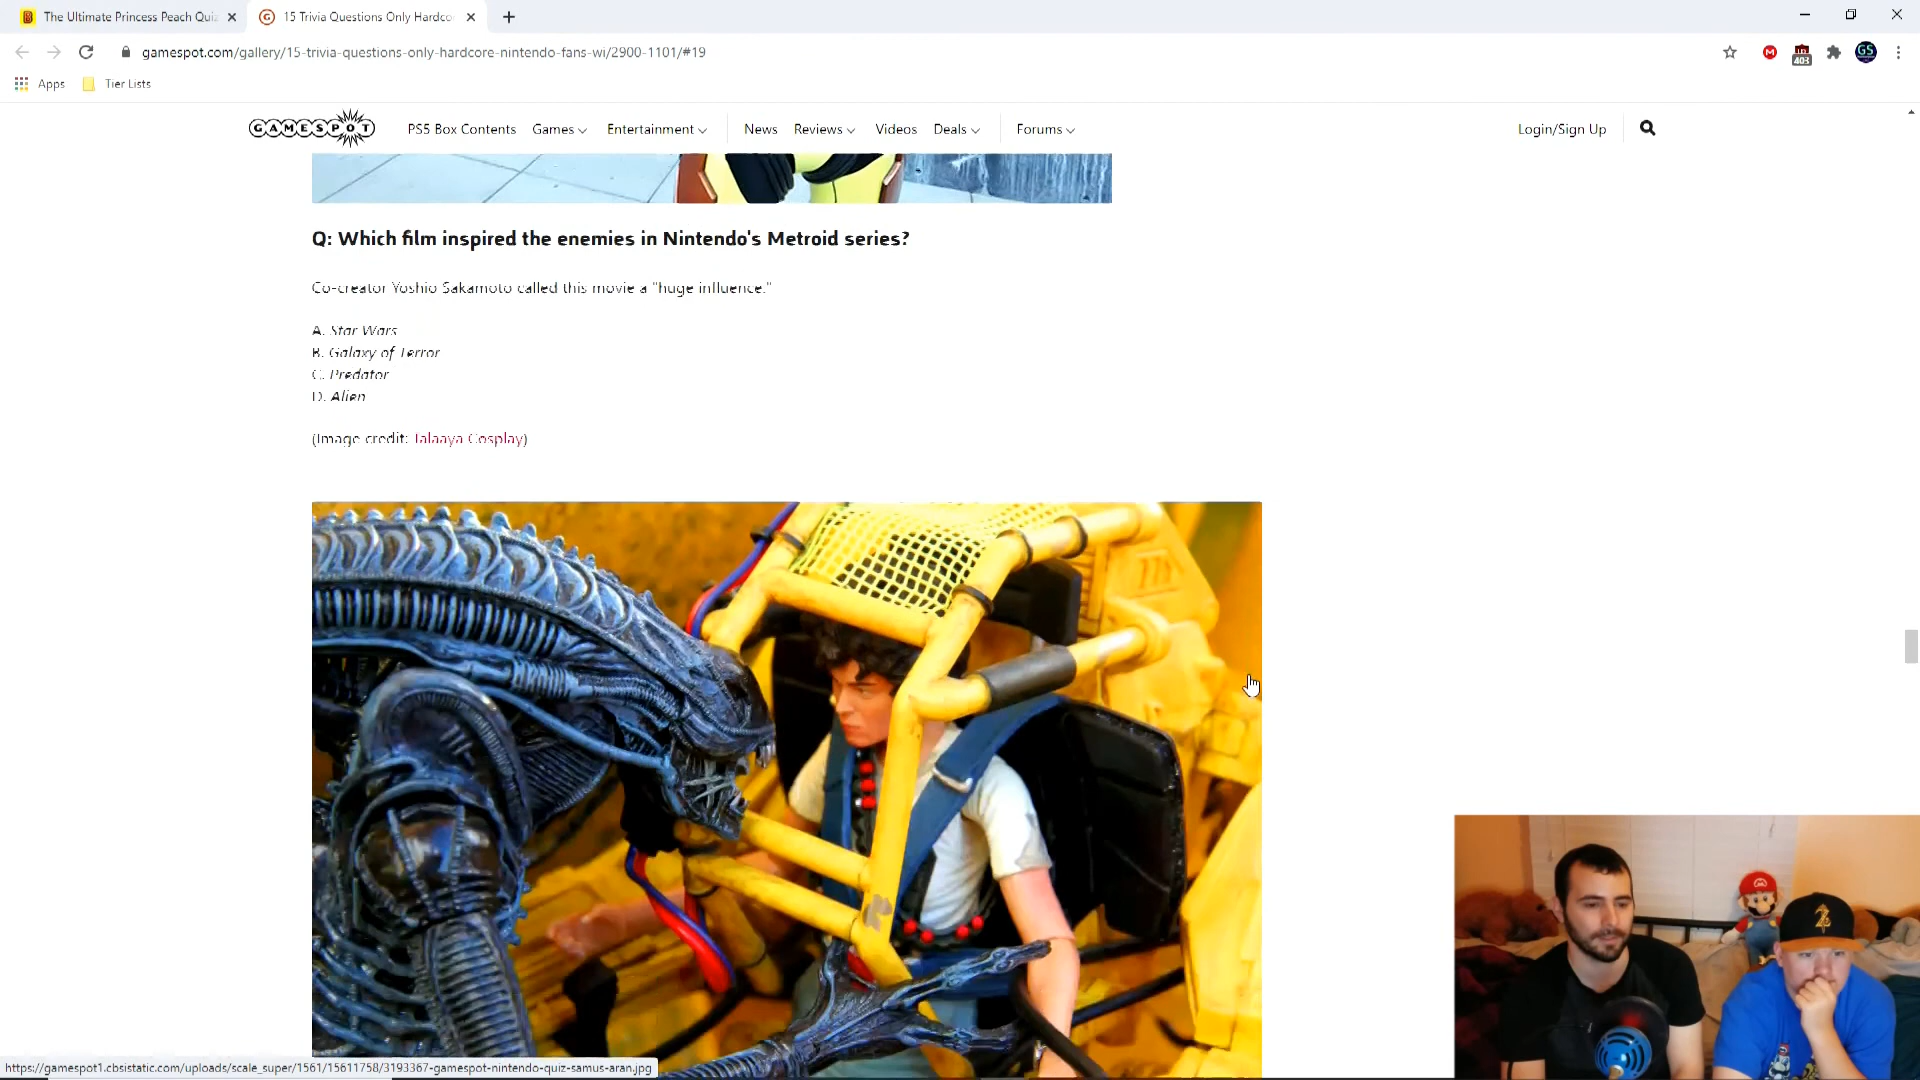 The Ultimate Princess Peach Quiz
15 Trivia Questions Only Hardco
gamespot.com/gallery/15-trivia-questions-only-hardcore-nintendo-fans-wi/2900-1101/#19
403
GS
Apps
Tier Lists
GAMESPOT
PS5 Box Contents
Games
Entertainment
News
Reviews
Videos
Deals
Forums
Login/Sign Up
Q: Which film inspired the enemies in Nintendo's Metroid series?
Co-creator Yoshio Sakamoto called this movie a "huge influence."
A. Star Wars
B. Galaxy of Terror
C. Predator
D. Alien
(Image credit: Talaaya Cosplay)
https://gamespot1.cbsistatic.com/uploads/scale_super/1561/15611758/3193367-gamespot-nintendo-quiz-samus-aran.jpg